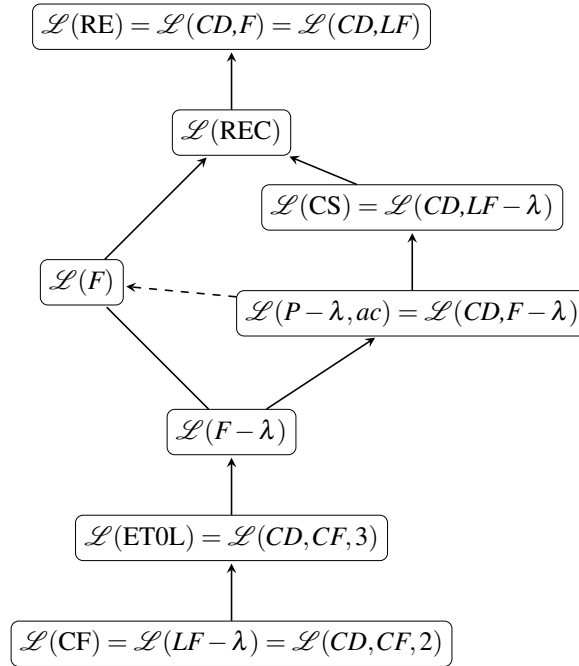 ℒ(RE) = ℒ(CD,F) = ℒ(CD,LF)
ℒ(REC)
ℒ(CS) = ℒ(CD,LF − λ)
ℒ(F)
ℒ(P − λ, ac) = ℒ(CD,F − λ)
ℒ(F − λ)
ℒ(ET0L) = ℒ(CD,CF,3)
ℒ(CF) = ℒ(LF − λ) = ℒ(CD,CF,2)